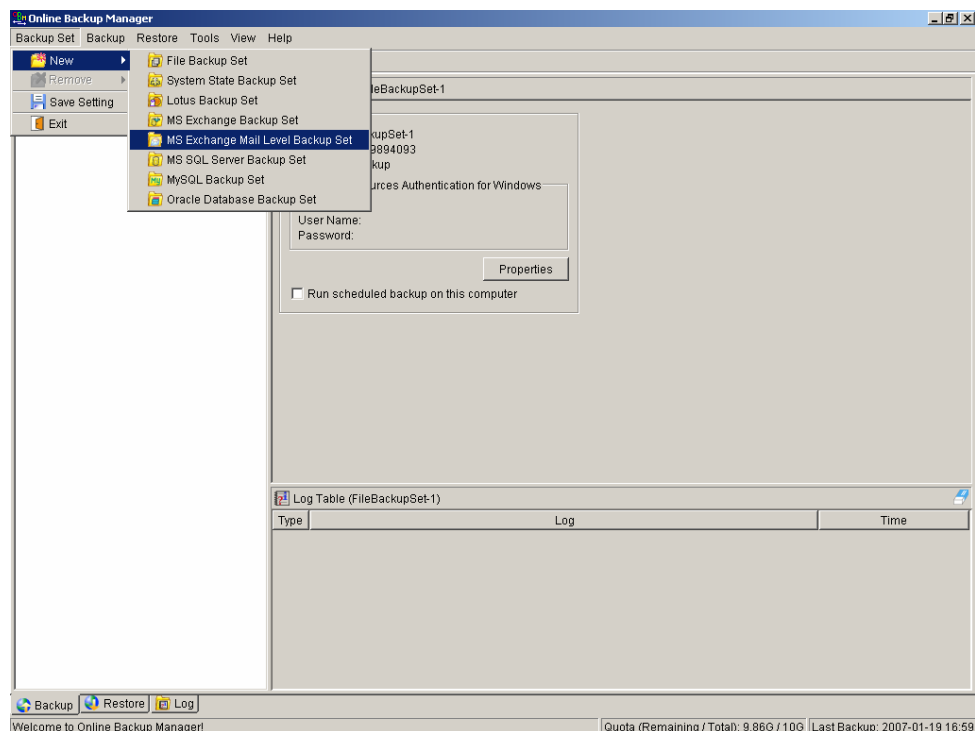 Online Backup Manager
Backup Set Backup Restore Tools View Help
New
Remove
Save Setting
Exit
File Backup Set
System State Backup Set
Lotus Backup Set
MS Exchange Backup Set
MS Exchange Mail Level Backup Set
MS SQL Server Backup Set
MySQL Backup Set
Oracle Database Backup Set
leBackupSet-1
kupSet-1
9894093
kup
urces Authentication for Windows
User Name:
Password:
Properties
Run scheduled backup on this computer
Log Table (FileBackupSet-1)
Type Log Time
Backup Restore Log
Welcome to Online Backup Manager! Quota (Remaining / Total): 9.86G / 10G Last Backup: 2007-01-19 16:59